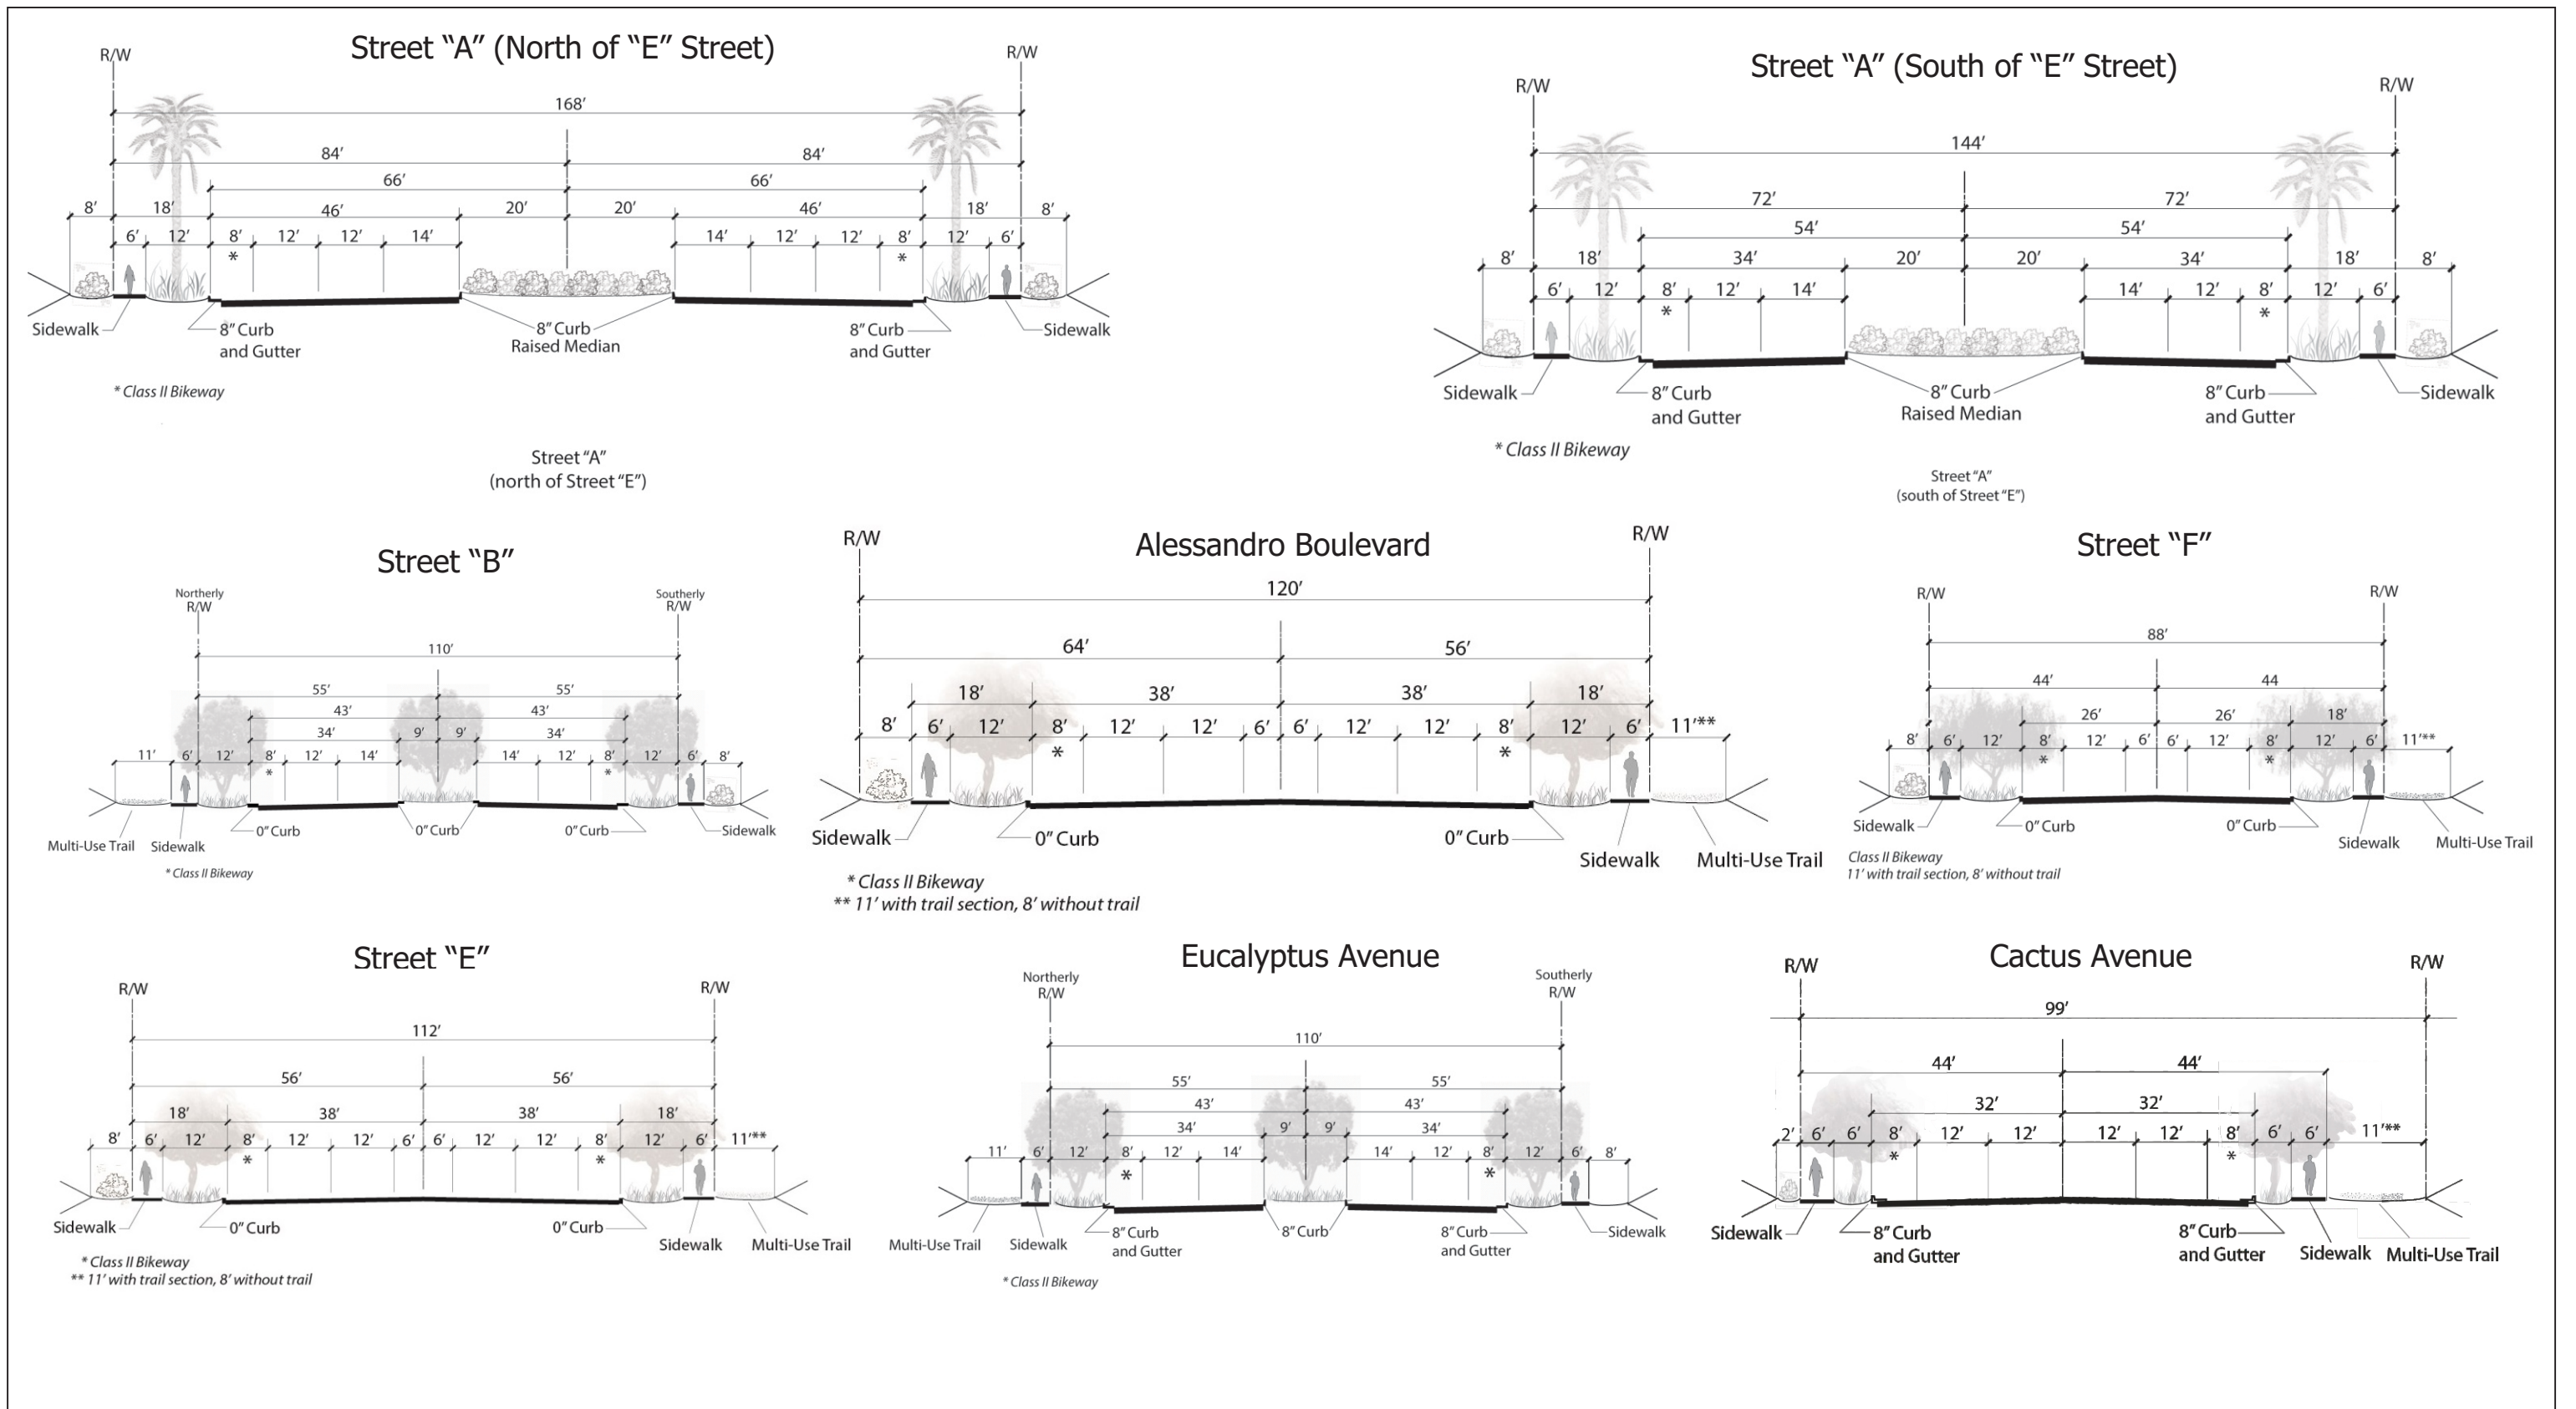 Street “A” (North of “E” Street)
R/W R/W
168’
84’ 84’
66’ 66’
8’ 18’ 46’ 20’ 20’ 46’ 18’ 8’
6’ 12’ 8’ 12’ 12’ 14’ 14’ 12’ 12’ 8’ 12’ 6’
* *
Sidewalk 8” Curb 8” Curb 8” Curb Sidewalk
and Gutter Raised Median and Gutter
* Class II Bikeway
Street “A”
(north of Street “E”)
Street “A” (South of “E” Street)
R/W R/W
144’
72’ 72’
54’ 54’
8’ 18’ 34’ 20’ 20’ 34’ 18’ 8’
6’ 12’ 8’ 12’ 14’ 14’ 12’ 8’ 12’ 6’
* *
Sidewalk 8” Curb 8” Curb 8” Curb Sidewalk
and Gutter Raised Median and Gutter
* Class II Bikeway
Street “A”
(south of Street “E”)
Street “B”
Northerly Southerly
R/W R/W
110’
55’ 55’
43’ 43’
34’ 9’ 9’ 34’
11’ 6’ 12’ 8’ 12’ 14’ 14’ 12’ 8’ 12’ 6’ 8’
* *
0” Curb 0” Curb 0” Curb Sidewalk
Multi-Use Trail Sidewalk
* Class II Bikeway
Alessandro Boulevard
R/W R/W
120’
64’ 56’
18’ 38’ 38’ 18’
8’ 6’ 12’ 8’ 12’ 12’ 6’ 6’ 12’ 12’ 8’ 12’ 6’ 11’**
* *
Sidewalk 0” Curb 0” Curb
Sidewalk Multi-Use Trail
* Class II Bikeway
** 11’ with trail section, 8’ without trail
Street “F”
R/W R/W
88’
44’ 44
26’ 26’ 18’
8’ 6’ 12’ 8’ 12’ 6’ 6’ 12’ 8’ 12’ 6’ 11’**
* *
Sidewalk 0” Curb 0” Curb
Sidewalk Multi-Use Trail
Class II Bikeway
11’ with trail section, 8’ without trail
Street “E”
R/W R/W
112’
56’ 56’
18’ 38’ 38’ 18’
8’ 6’ 12’ 8’ 12’ 12’ 6’ 6’ 12’ 12’ 8’ 12’ 6’ 11’**
* *
Sidewalk 0” Curb 0” Curb
Sidewalk Multi-Use Trail
* Class II Bikeway
** 11’ with trail section, 8’ without trail
Eucalyptus Avenue
Northerly Southerly
R/W R/W
110’
55’ 55’
43’ 43’
34’ 9’ 9’ 34’
11’ 6’ 12’ 8’ 12’ 14’ 14’ 12’ 8’ 12’ 6’ 8’
* *
8” Curb 8” Curb 8” Curb Sidewalk
Multi-Use Trail Sidewalk and Gutter and Gutter
* Class II Bikeway
Cactus Avenue
R/W R/W
99’
44’ 44’
32’ 32’
2’ 6’ 6’ 8’ 12’ 12’ 12’ 12’ 8’ 6’ 6’ 11’**
* *
Sidewalk 8” Curb 8” Curb
and Gutter and Gutter Sidewalk Multi-Use Trail